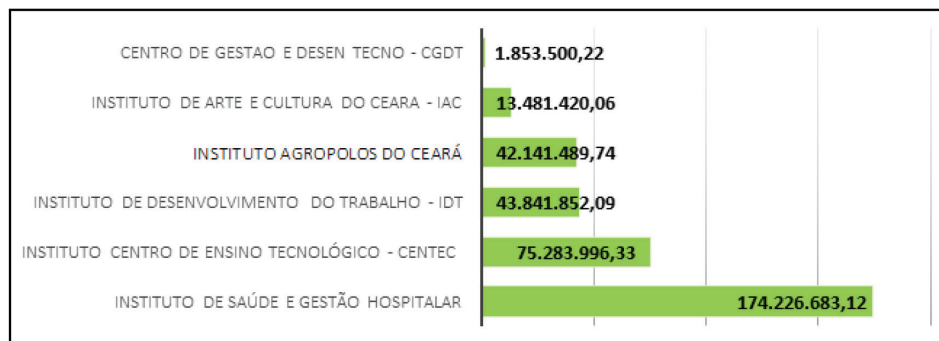 CENTRO DE GESTAO E DESEN TECNO - CGDT 1.853.500,22
INSTITUTO DE ARTE E CULTURA DO CEARA - IAC 13.481.420,06
INSTITUTO AGROPOLOS DO CEARÁ 42.141.489,74
INSTITUTO DE DESENVOLVIMENTO DO TRABALHO - IDT 43.841.852,09
INSTITUTO CENTRO DE ENSINO TECNOLÓGICO - CENTEC 75.283.996,33
INSTITUTO DE SAÚDE E GESTÃO HOSPITALAR 174.226.683,12